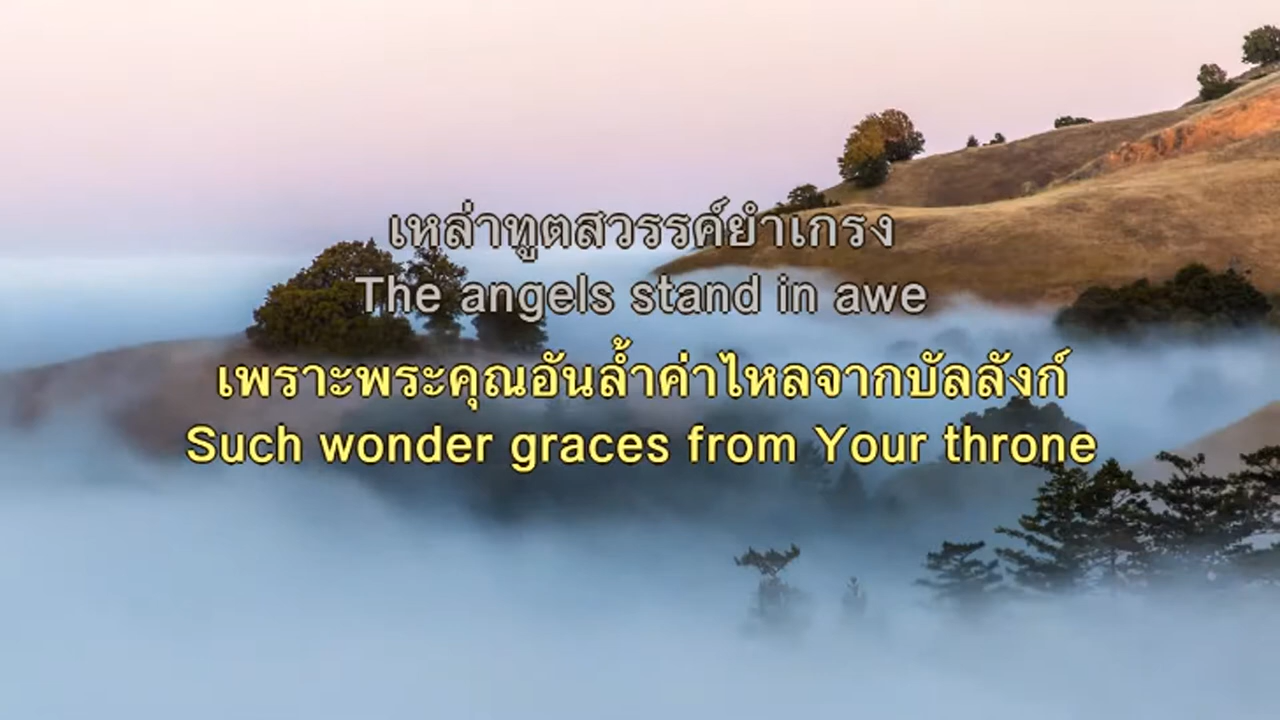 เหล่าทูตสวรรค์ยำเกรง
The angels stand in awe
เพราะพระคุณอันล้ำค่าไหลจากบัลลังก์
Such wonder graces from Your throne